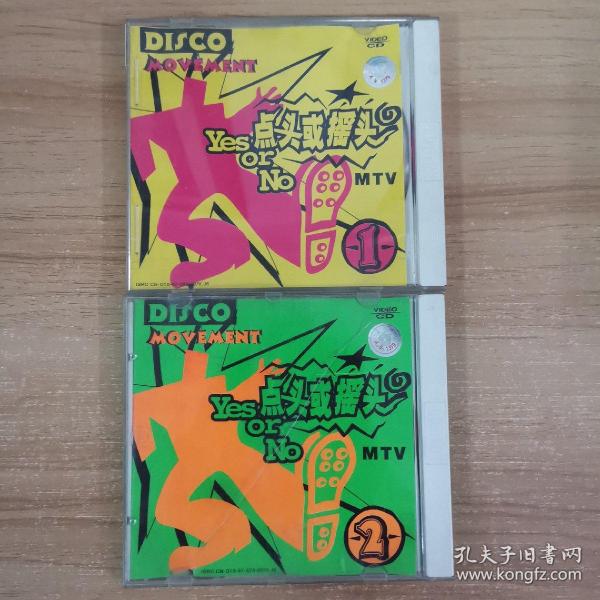 DISCO
MOVEMENT
VIDEO
CD
Yes
or
No
点头或摇头
MTV
1
DISCO
MOVEMENT
VIDEO
CD
Yes
or
No
点头或摇头
MTV
2
孔夫子旧书网
www.kongfz.com